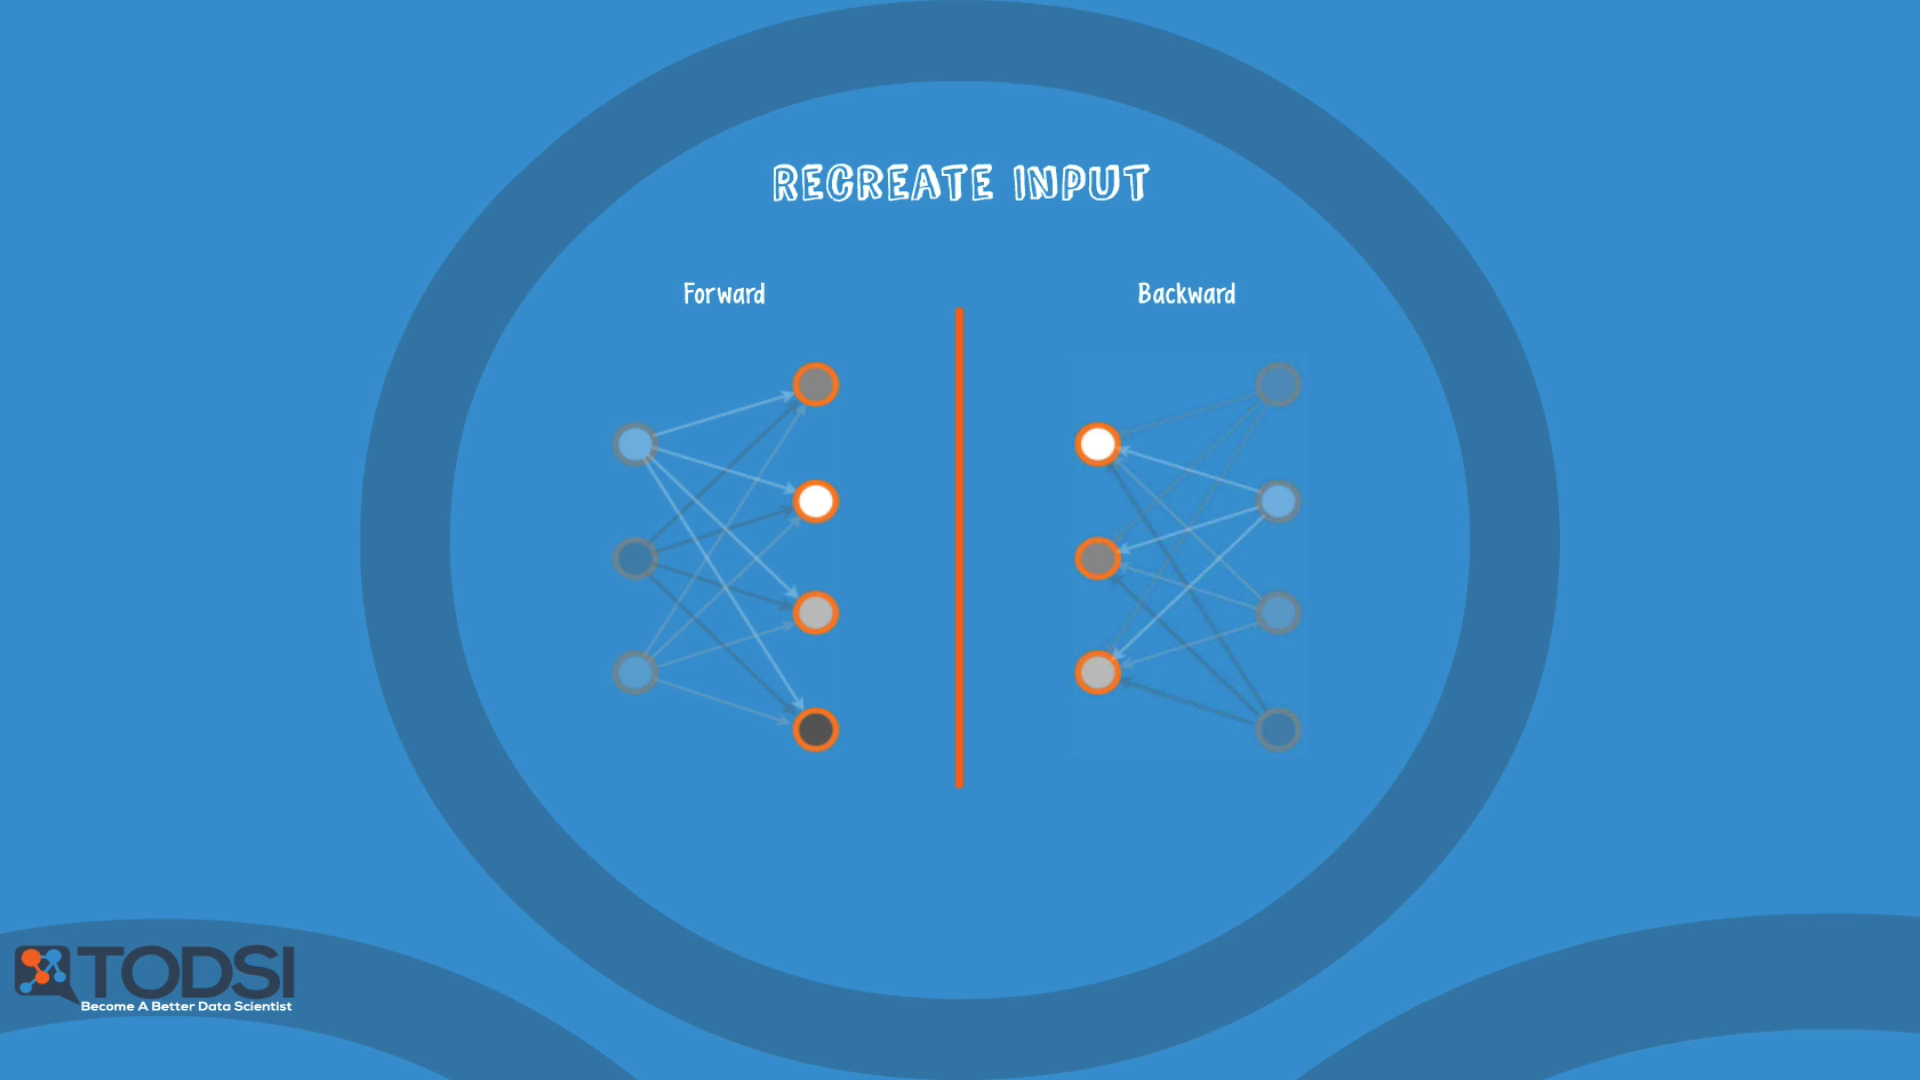 RECREATE INPUT
Forward
Backward
TODSI
Become A Better Data Scientist